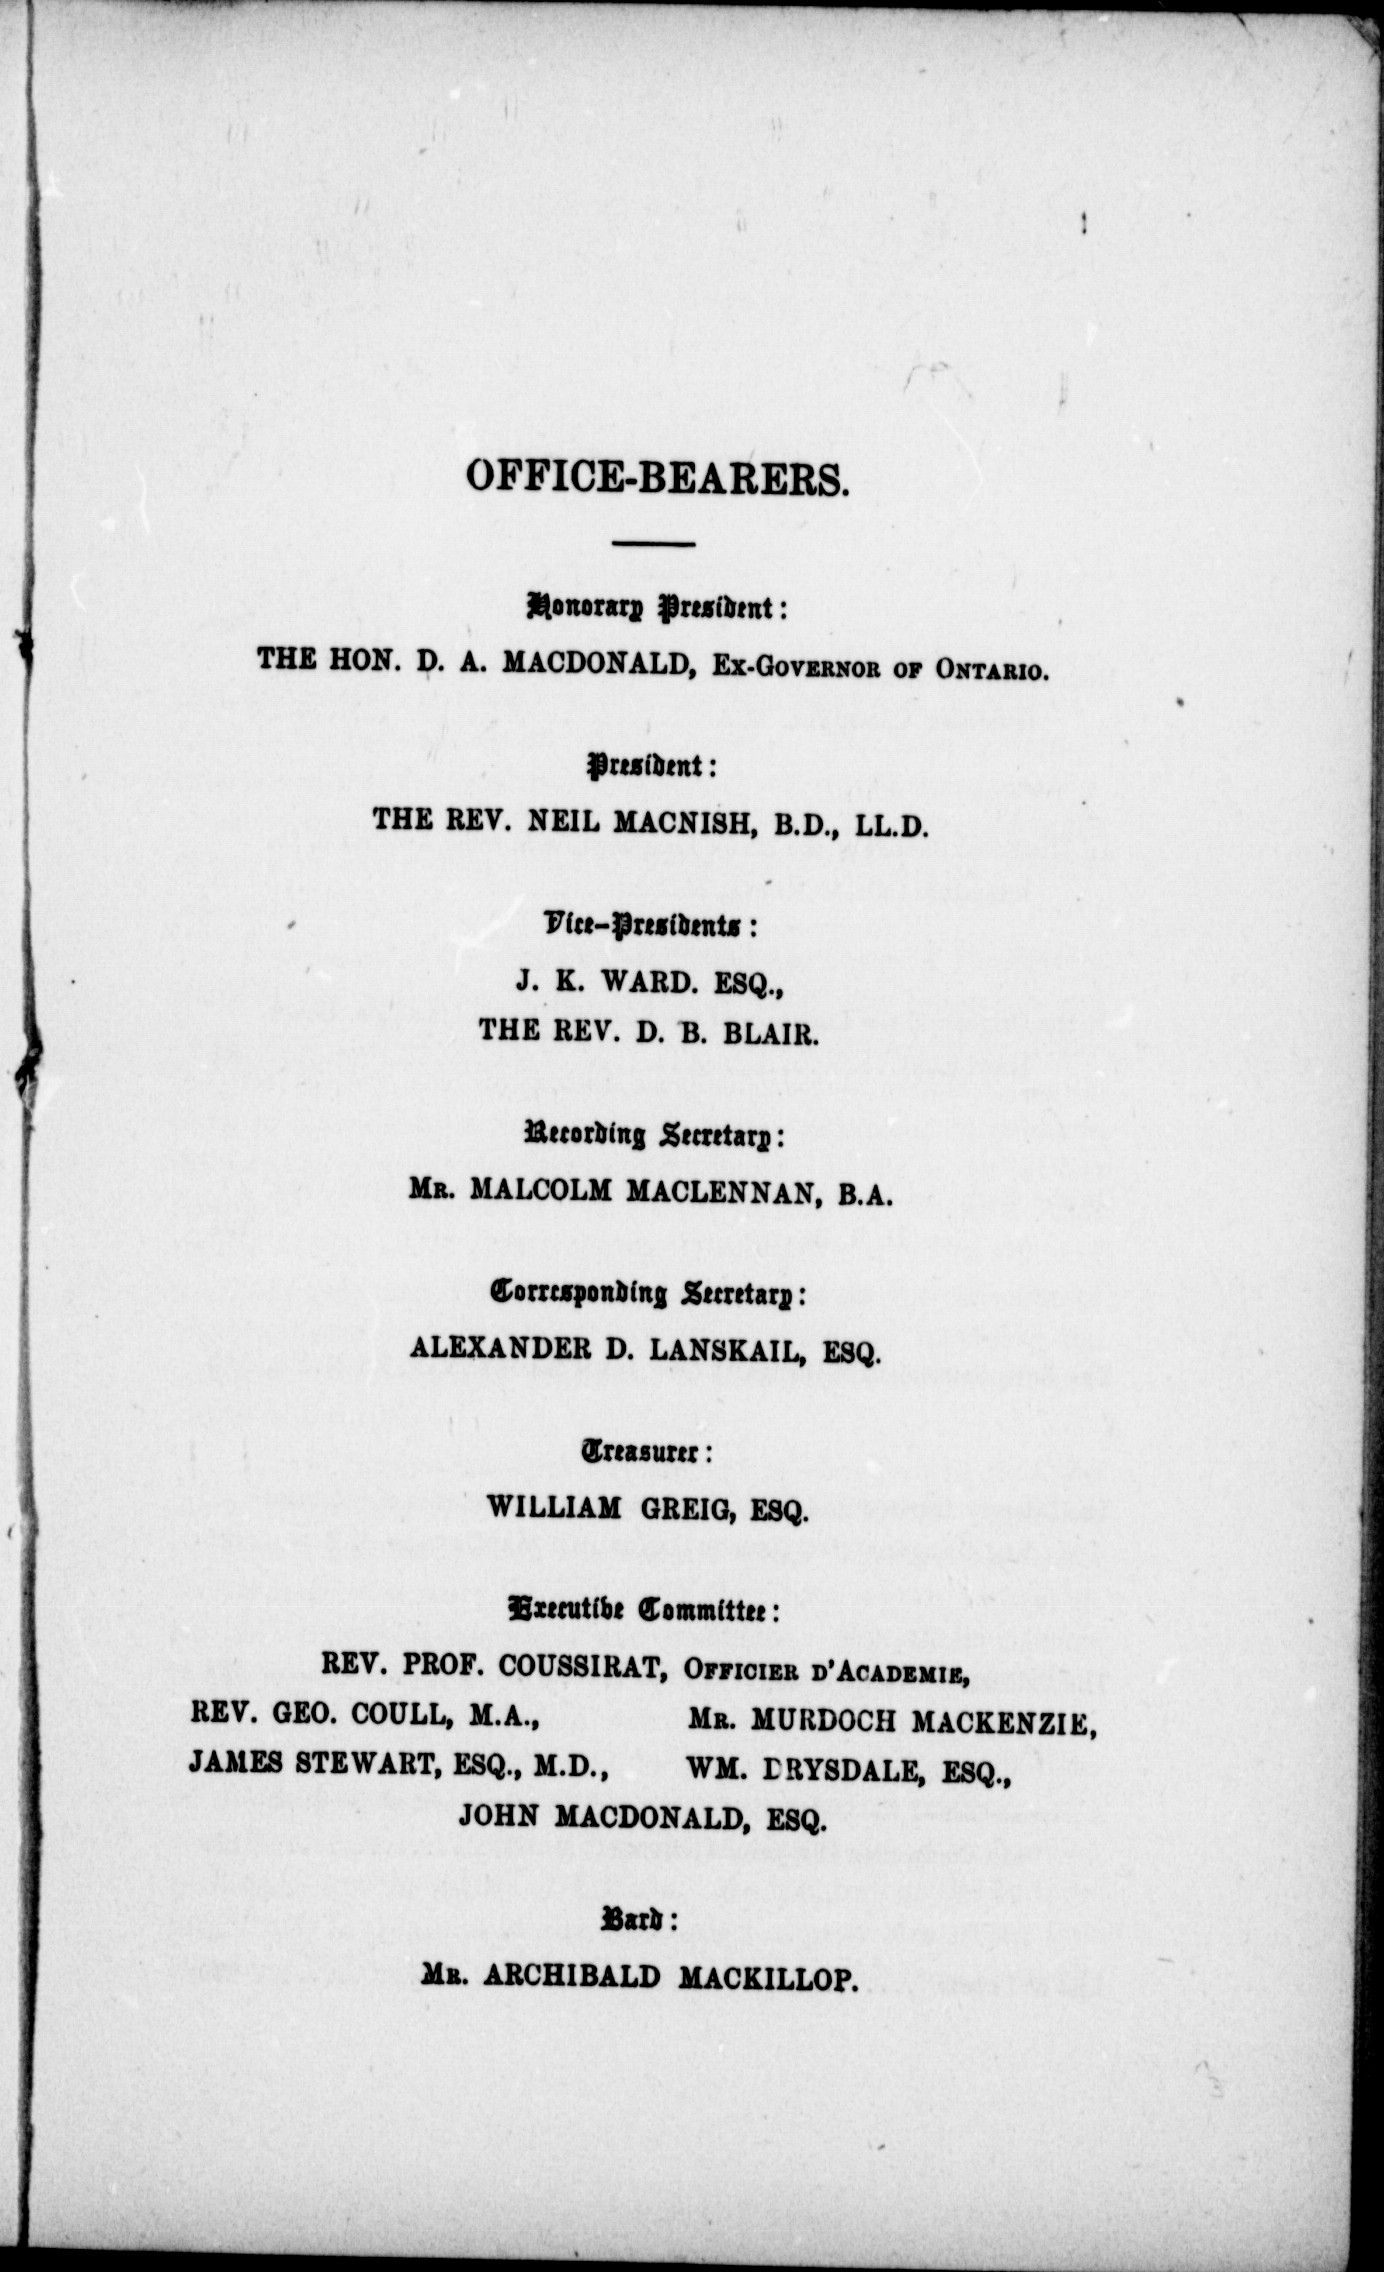 OFFICE-BEARERS.
Honorary President:
THE HON. D. A. MACDONALD, EX-GOVERNOR OF ONTARIO.
President:
THE REV. NEIL MACNISH, B.D., LL.D.
Vice-Presidents:
J. K. WARD. ESQ.,
THE REV. D. B. BLAIR.
Recording Secretary:
MR. MALCOLM MACLENNAN, B.A.
Corresponding Secretary:
ALEXANDER D. LANSKAIL, ESQ.
Treasurer:
WILLIAM GREIG, ESQ.
Executive Committee:
REV. PROF. COUSSIRAT, OFFICIER D'ACADEMIE,
REV. GEO. COULL, M.A., MR. MURDOCH MACKENZIE,
JAMES STEWART, ESQ., M.D., WM. DRYSDALE, ESQ.,
JOHN MACDONALD, ESQ.
Bard:
MR. ARCHIBALD MACKILLOP.